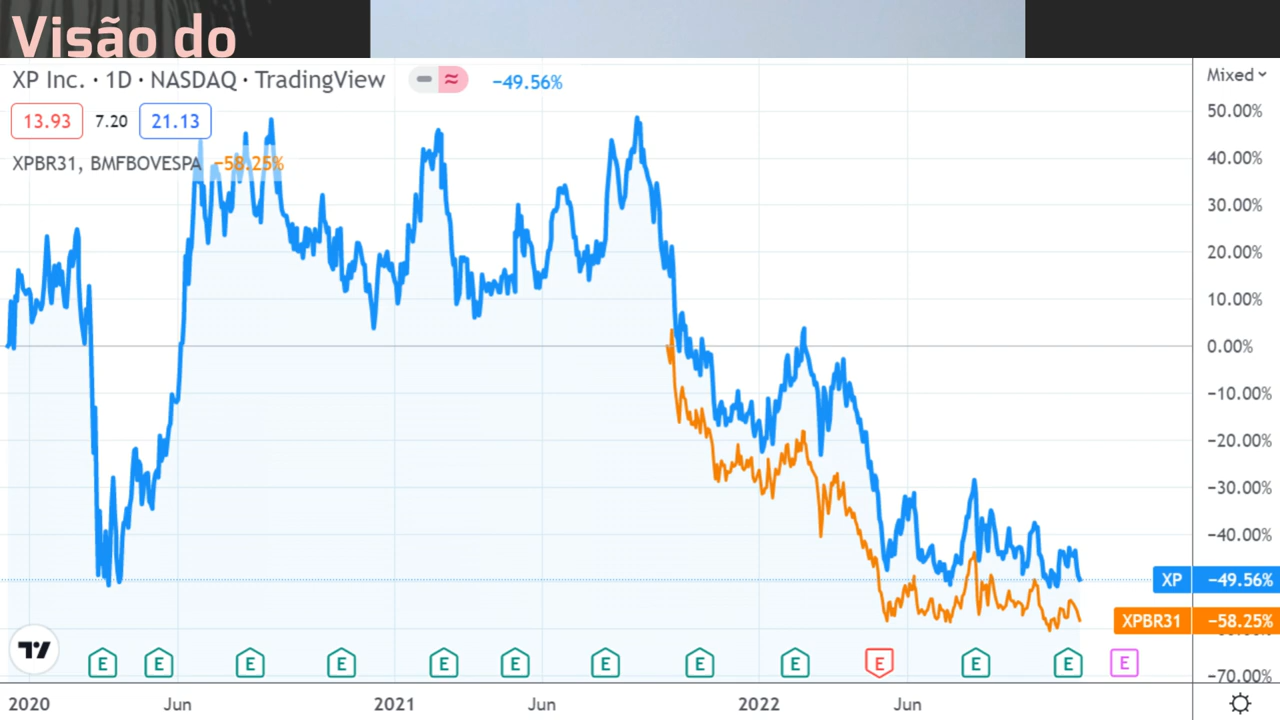 Visão do
XP Inc. · 1D · NASDAQ · TradingView
−49.56%
Mixed
13.93
7.20
21.13
XPBR31, BMFBOVESPA
−58.25%
50.00%
40.00%
30.00%
20.00%
10.00%
0.00%
−10.00%
−20.00%
−30.00%
−40.00%
XP −49.56%
XPBR31 −58.25%
−70.00%
E E E E E E E E E E E E E
2020 Jun 2021 Jun 2022 Jun